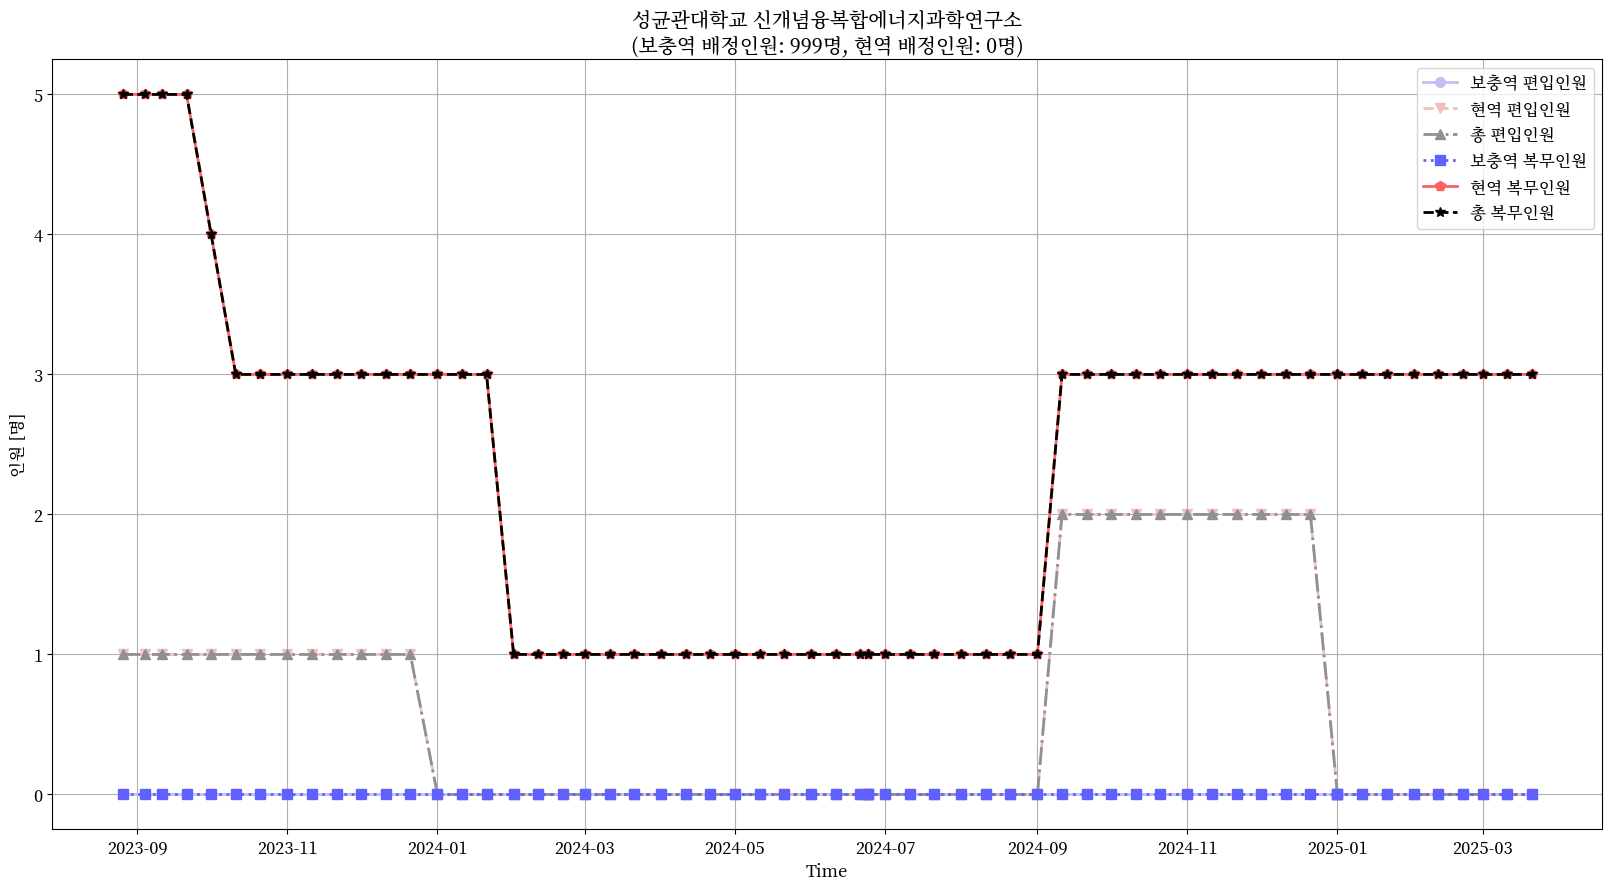 성균관대학교 신개념융복합에너지과학연구소
(보충역 배정인원: 999명, 현역 배정인원: 0명)
보충역 편입인원
현역 편입인원
총 편입인원
보충역 복무인원
현역 복무인원
총 복무인원
인원 [명]
5
4
3
2
1
0
2023-09
2023-11
2024-01
2024-03
2024-05
2024-07
2024-09
2024-11
2025-01
2025-03
Time